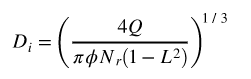 D_i = \left( \frac{4Q}{\pi \phi N_r (1 - L^2)} \right)^{1/3}